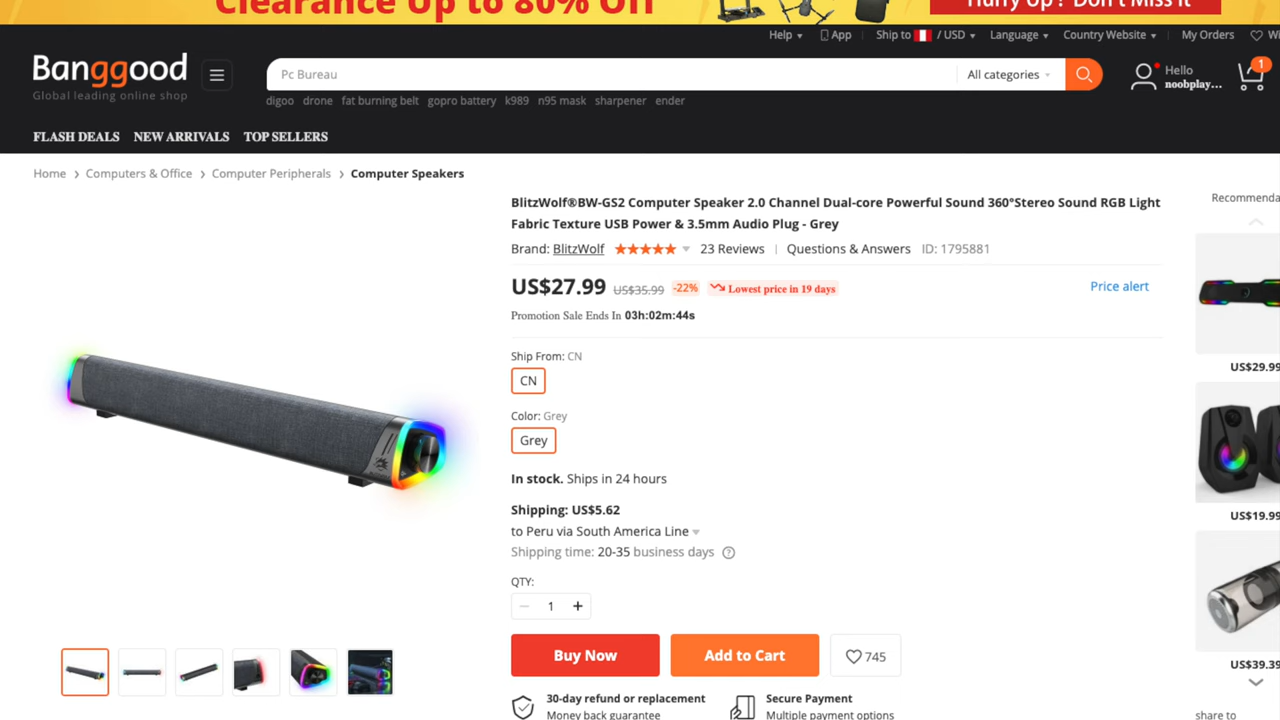 Clearance Up to 80% Off
Hurry Up! Don't Miss It
Help
App
Ship to / USD
Language
Country Website
My Orders
Banggood
Global leading online shop
Pc Bureau
All categories
Hello
noobplay...
1
digoo drone fat burning belt gopro battery k989 n95 mask sharpener ender
FLASH DEALS NEW ARRIVALS TOP SELLERS
Home > Computers & Office > Computer Peripherals > Computer Speakers
BlitzWolf®BW-GS2 Computer Speaker 2.0 Channel Dual-core Powerful Sound 360°Stereo Sound RGB Light
Fabric Texture USB Power & 3.5mm Audio Plug - Grey
Brand: BlitzWolf 23 Reviews | Questions & Answers ID: 1795881
US$27.99 US$35.99 -22% Lowest price in 19 days
Price alert
Promotion Sale Ends In 03h:02m:44s
Ship From: CN
CN
Color: Grey
Grey
In stock. Ships in 24 hours
Shipping: US$5.62
to Peru via South America Line
Shipping time: 20-35 business days ?
QTY:
− 1 +
Buy Now
Add to Cart
745
30-day refund or replacement
Money back guarantee
Secure Payment
Multiple payment options
Recommenda
US$29.99
US$19.99
US$39.39
share to